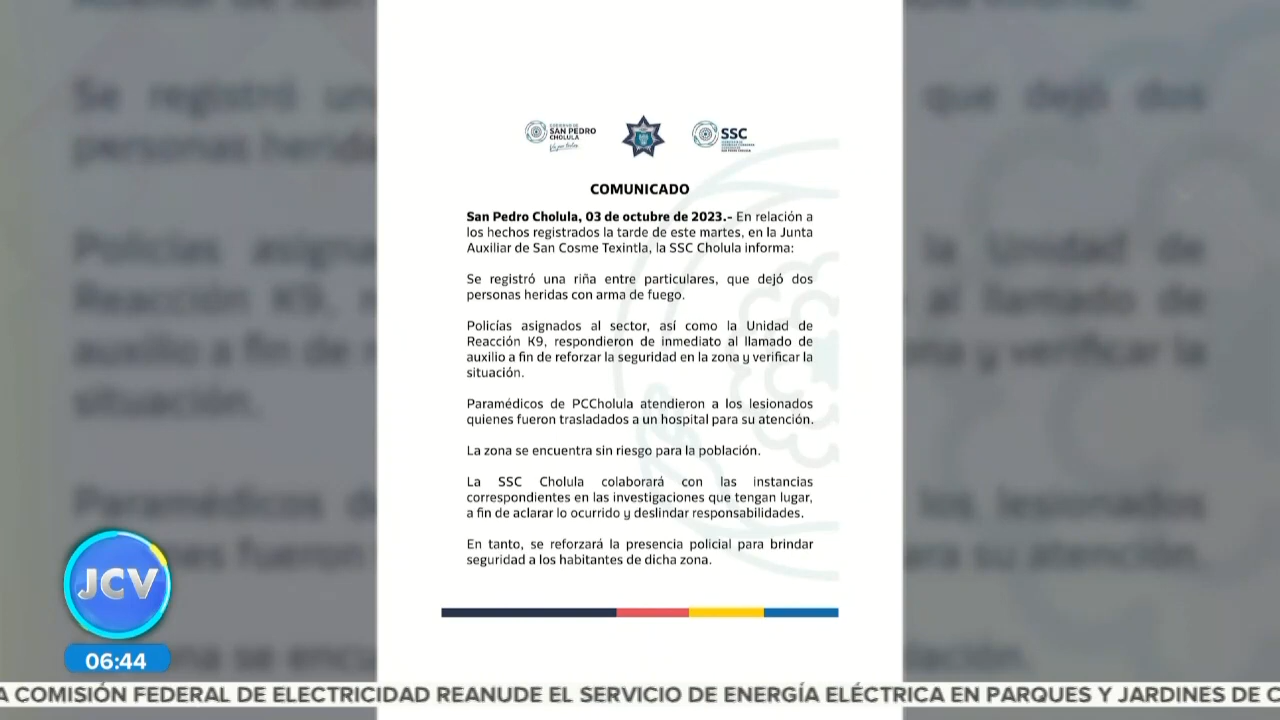 GOBIERNO DE
SAN PEDRO
CHOLULA
SSC
COMUNICADO
San Pedro Cholula, 03 de octubre de 2023.- En relación a
los hechos registrados la tarde de este martes, en la Junta
Auxiliar de San Cosme Texintla, la SSC Cholula informa:
Se registró una riña entre particulares, que dejó dos
personas heridas con arma de fuego.
Policías asignados al sector, así como la Unidad de
Reacción K9, respondieron de inmediato al llamado de
auxilio a fin de reforzar la seguridad en la zona y verificar la
situación.
Paramédicos de PCCholula atendieron a los lesionados
quienes fueron trasladados a un hospital para su atención.
La zona se encuentra sin riesgo para la población.
La SSC Cholula colaborará con las instancias
correspondientes en las investigaciones que tengan lugar,
a fin de aclarar lo ocurrido y deslindar responsabilidades.
En tanto, se reforzará la presencia policial para brindar
seguridad a los habitantes de dicha zona.
JCV
06:44
A COMISIÓN FEDERAL DE ELECTRICIDAD REANUDE EL SERVICIO DE ENERGÍA ELÉCTRICA EN PARQUES Y JARDINES DE C